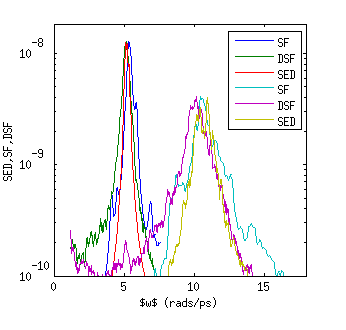 10^-8
10^-9
10^-10
SED,SF,DSF
SF
DSF
SED
SF
DSF
SED
0 5 10 15
$w$ (rads/ps)